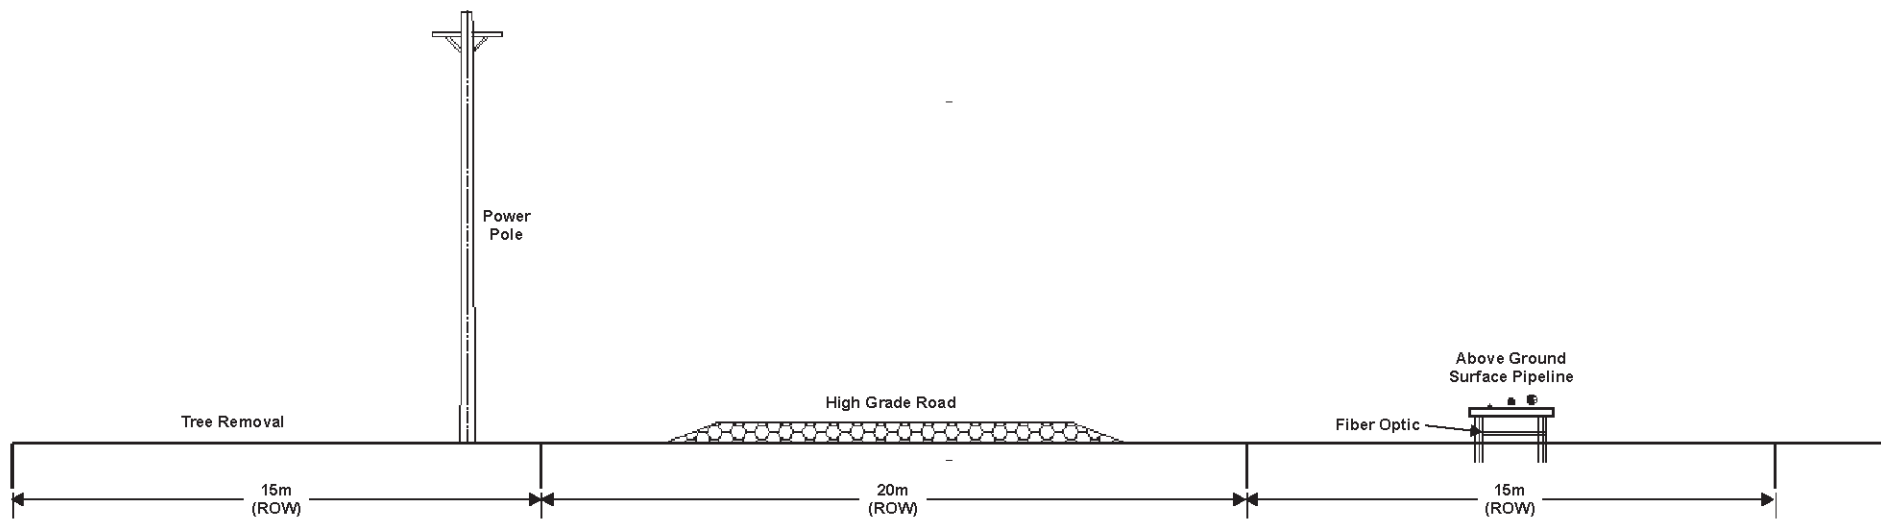 Power
Pole
Above Ground
Surface Pipeline
High Grade Road
Tree Removal
Fiber Optic
15m
(ROW)
20m
(ROW)
15m
(ROW)